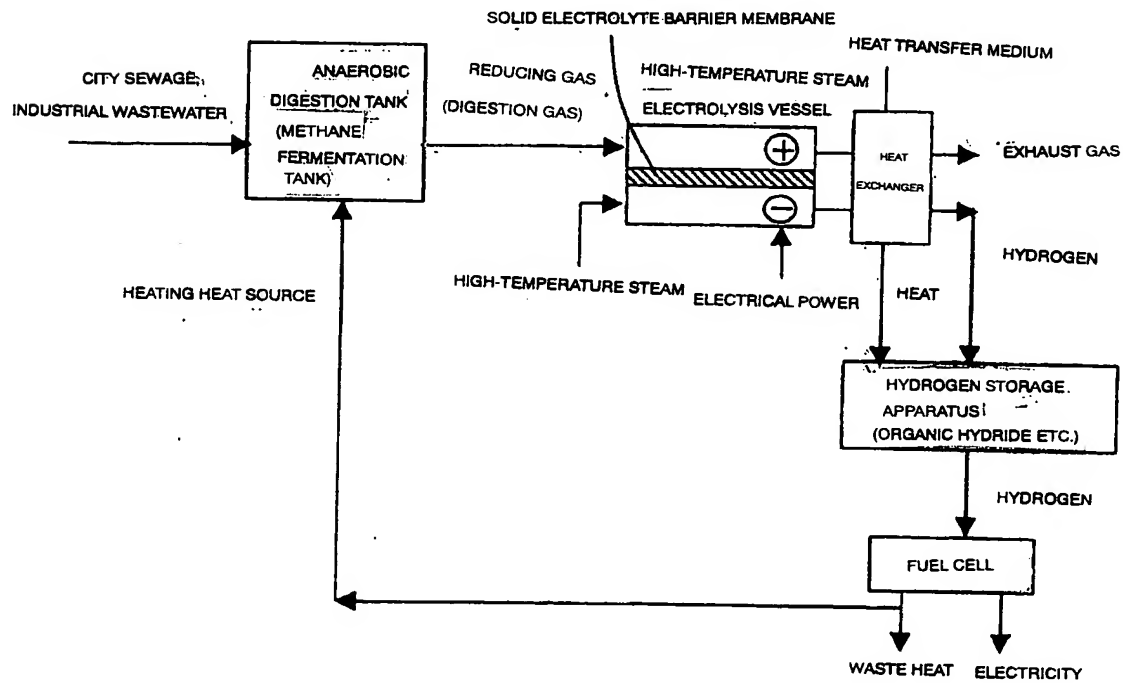 SOLID ELECTROLYTE BARRIER MEMBRANE
HEAT TRANSFER MEDIUM
CITY SEWAGE,
INDUSTRIAL WASTEWATER
ANAEROBIC
DIGESTION TANK
(METHANE
FERMENTATION
TANK)
REDUCING GAS
(DIGESTION GAS)
HIGH-TEMPERATURE STEAM
ELECTROLYSIS VESSEL
+
−
HEAT
EXCHANGER
EXHAUST GAS
HYDROGEN
HIGH-TEMPERATURE STEAM
ELECTRICAL POWER
HEAT
HEATING HEAT SOURCE
HYDROGEN STORAGE
APPARATUS
(ORGANIC HYDRIDE ETC.)
HYDROGEN
FUEL CELL
WASTE HEAT
ELECTRICITY